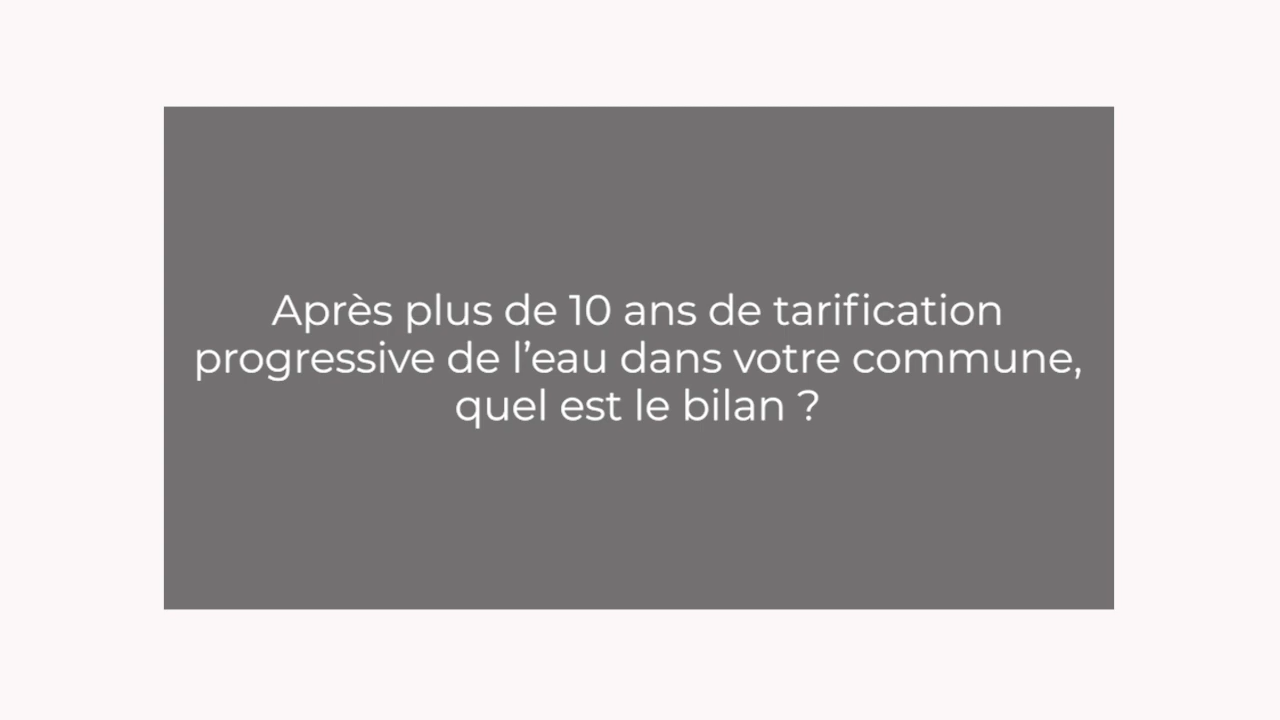 Après plus de 10 ans de tarification
progressive de l’eau dans votre commune,
quel est le bilan ?